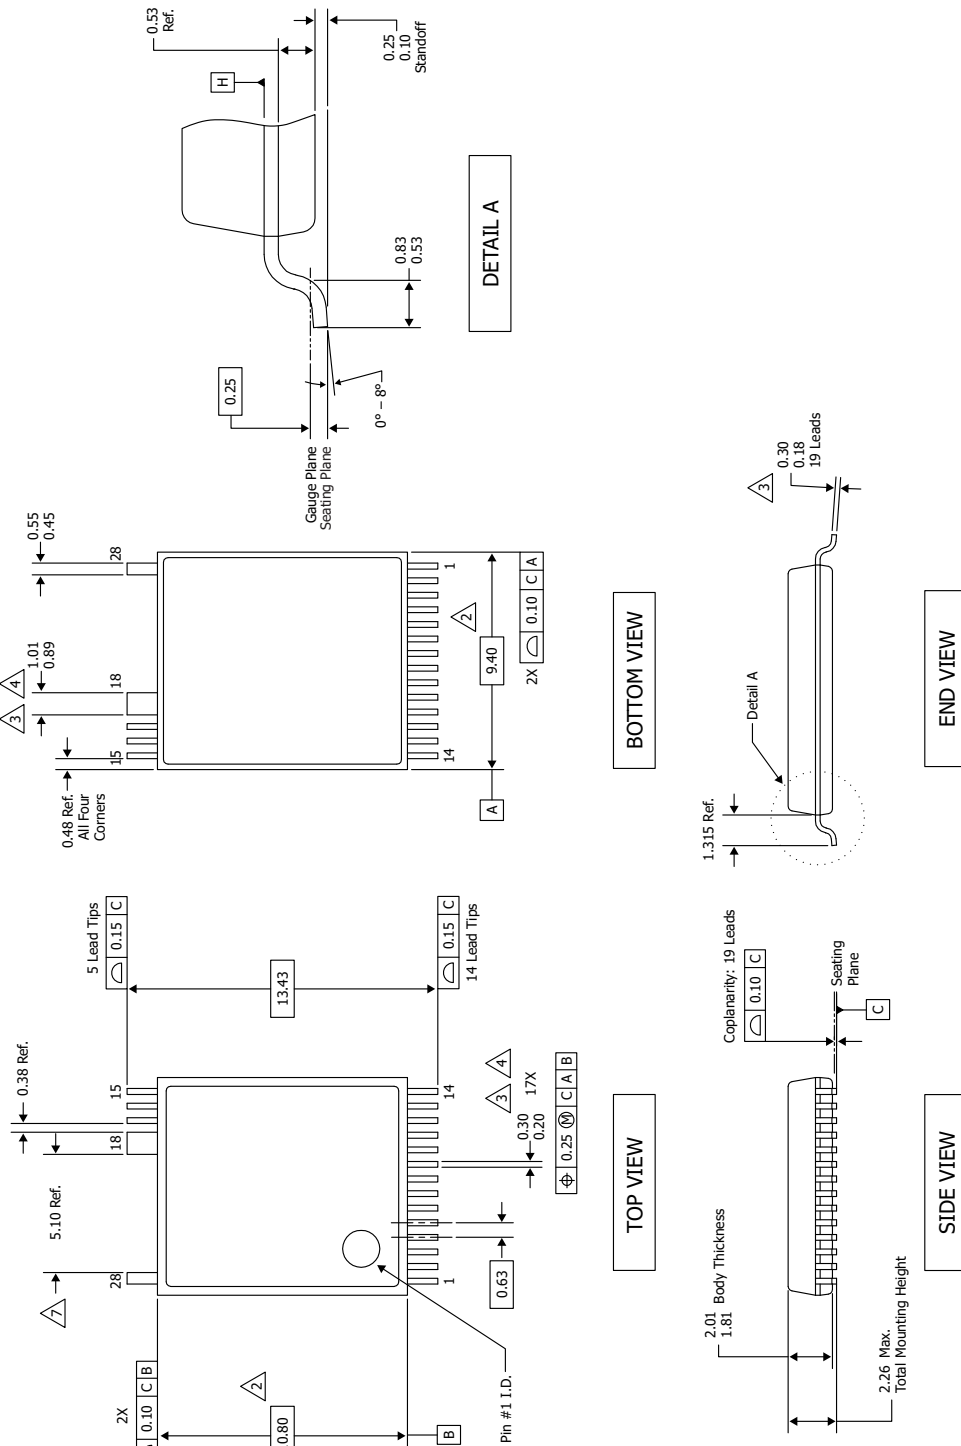 2X
0.10 C B
2
0.80
B
Pin #1 I.D.
7
5.10 Ref.
0.38 Ref.
28
18
15
1
14
0.63
0.30
0.20
17X
3
4
0.25 Ⓜ C A B
5 Lead Tips
0.15 C
13.43
0.15 C
14 Lead Tips
TOP VIEW
0.48 Ref.
All Four
Corners
3
4
1.01
0.89
0.55
0.45
15
18
28
14
1
2
A
9.40
2X
0.10 C A
BOTTOM VIEW
0.25
Gauge Plane
Seating Plane
0° – 8°
0.83
0.53
H
0.53
Ref.
0.25
0.10
Standoff
DETAIL A
2.01
1.81
Body Thickness
2.26 Max.
Total Mounting Height
Coplanarity: 19 Leads
0.10 C
Seating
Plane
C
SIDE VIEW
1.315 Ref.
Detail A
3
0.30
0.18
19 Leads
END VIEW